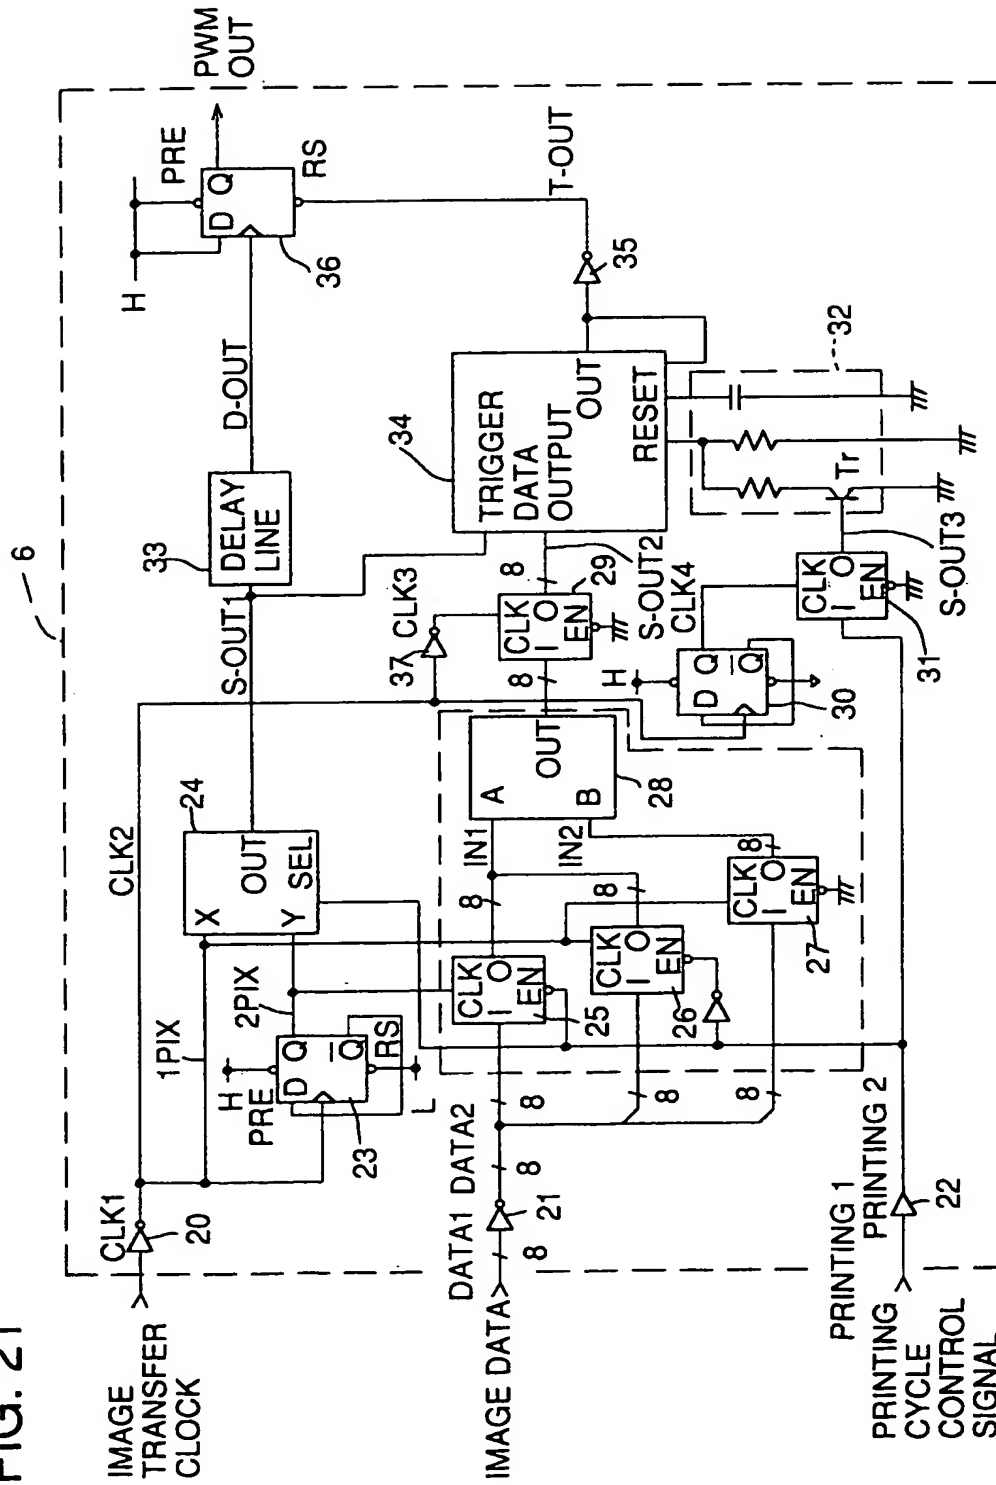 FIG. 21
6
IMAGE
TRANSFER
CLOCK
CLK1
20
CLK2
1PIX
2PIX
H
PRE
D Q
Q
RS
L
23
24
X
Y
OUT
SEL
S-OUT1
33
DELAY
LINE
D-OUT
H
PRE
D Q
RS
36
PWM
OUT
IMAGE DATA
DATA1
DATA2
8
21
8
8
8
8
CLK
I O
EN
25
8
CLK
I O
EN
26
8
CLK
I O
EN
27
8
IN1
IN2
A
B
OUT
28
8
37
CLK3
CLK
I O
EN
29
8
S-OUT2
34
TRIGGER
DATA
OUTPUT
OUT
RESET
35
T-OUT
H
D Q
Q
30
CLK4
CLK
I O
EN
31
S-OUT3
Tr
32
PRINTING
CYCLE
CONTROL
SIGNAL
PRINTING 1
PRINTING 2
22